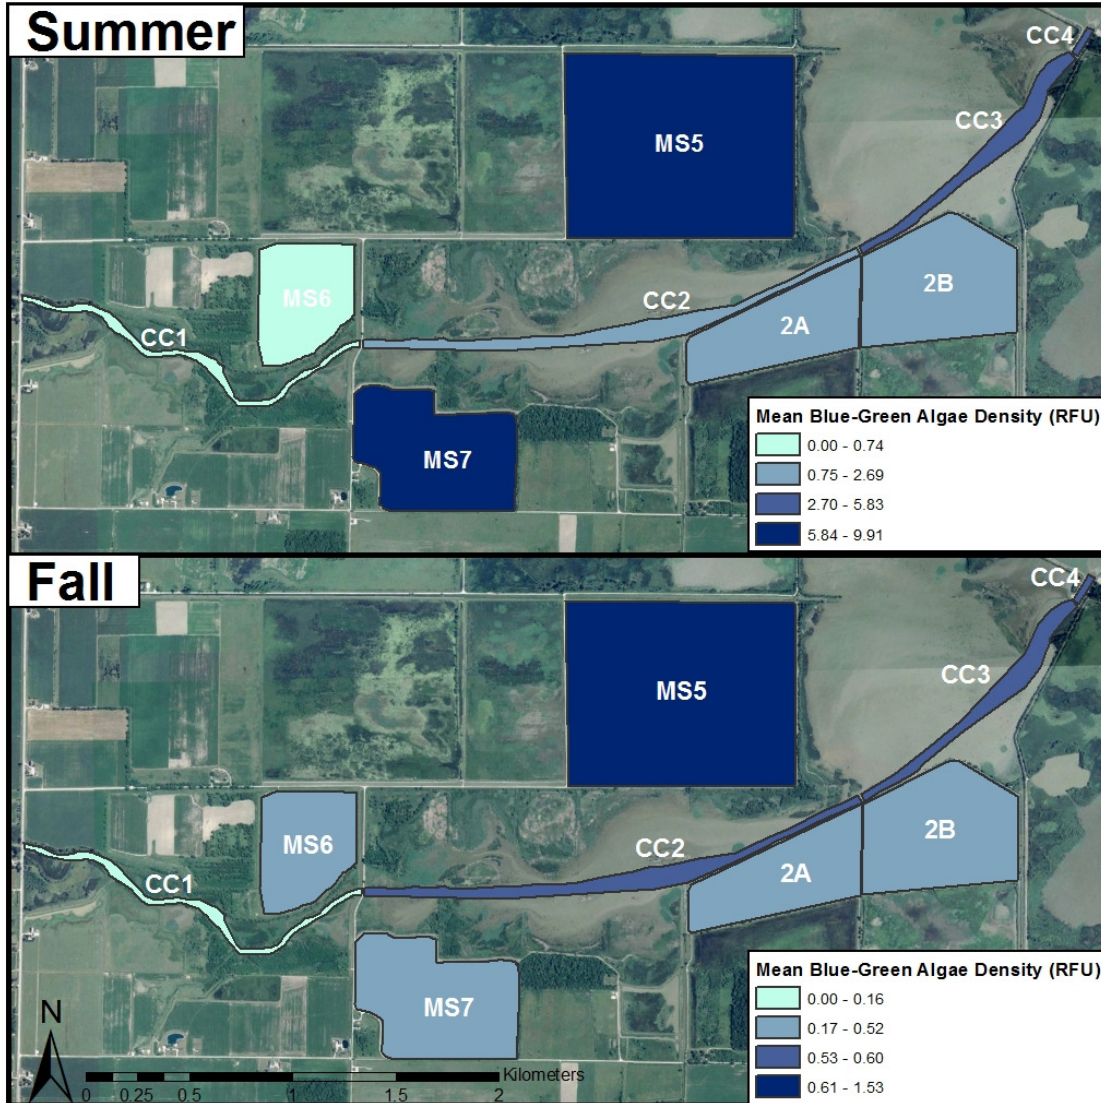 Summer
CC4
CC3
MS5
MS6
2B
CC2
2A
CC1
MS7
Mean Blue-Green Algae Density (RFU)
0.00 - 0.74
0.75 - 2.69
2.70 - 5.83
5.84 - 9.91
Fall
CC4
CC3
MS5
MS6
2B
CC2
2A
CC1
MS7
Mean Blue-Green Algae Density (RFU)
0.00 - 0.16
0.17 - 0.52
0.53 - 0.60
0.61 - 1.53
N
Kilometers
0 0.25 0.5 1 1.5 2